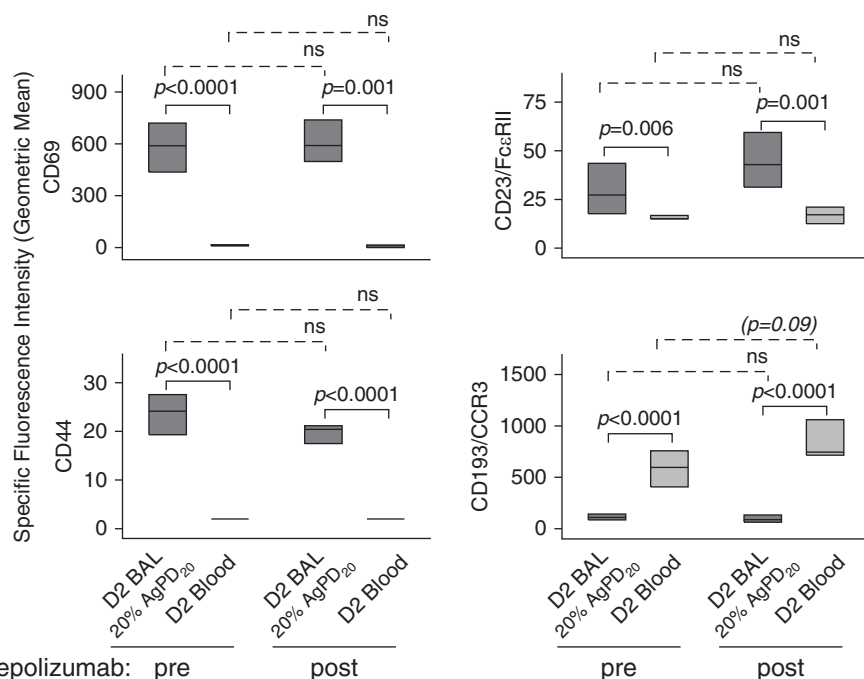 Specific Fluorescence Intensity (Geometric Mean)
ns
ns
p<0.0001
p=0.001
CD69
900
600
300
0
ns
ns
p=0.006
p=0.001
CD23/FcεRII
75
50
25
0
ns
ns
p<0.0001
p<0.0001
CD44
30
20
10
0
(p=0.09)
ns
p<0.0001
p<0.0001
CD193/CCR3
1500
1000
500
0
D2 BAL
20% AgPD20
D2 Blood
D2 BAL
20% AgPD20
D2 Blood
D2 BAL
20% AgPD20
D2 Blood
D2 BAL
20% AgPD20
D2 Blood
epolizumab: pre post pre post